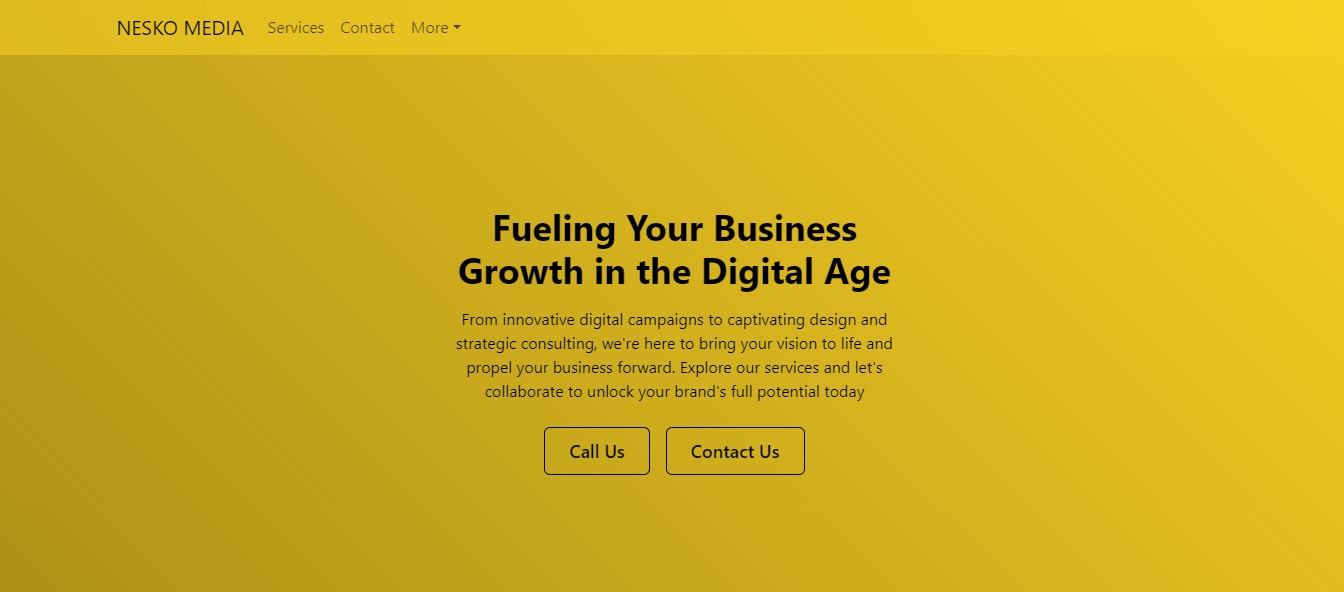 NESKO MEDIA Services Contact More
Fueling Your Business
Growth in the Digital Age
From innovative digital campaigns to captivating design and
strategic consulting, we're here to bring your vision to life and
propel your business forward. Explore our services and let's
collaborate to unlock your brand's full potential today
Call Us Contact Us